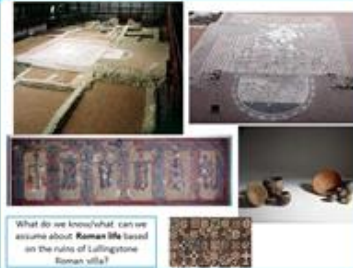 What do we know/what can we
assume about Roman life based
on the ruins of Lullingstone
Roman villa?